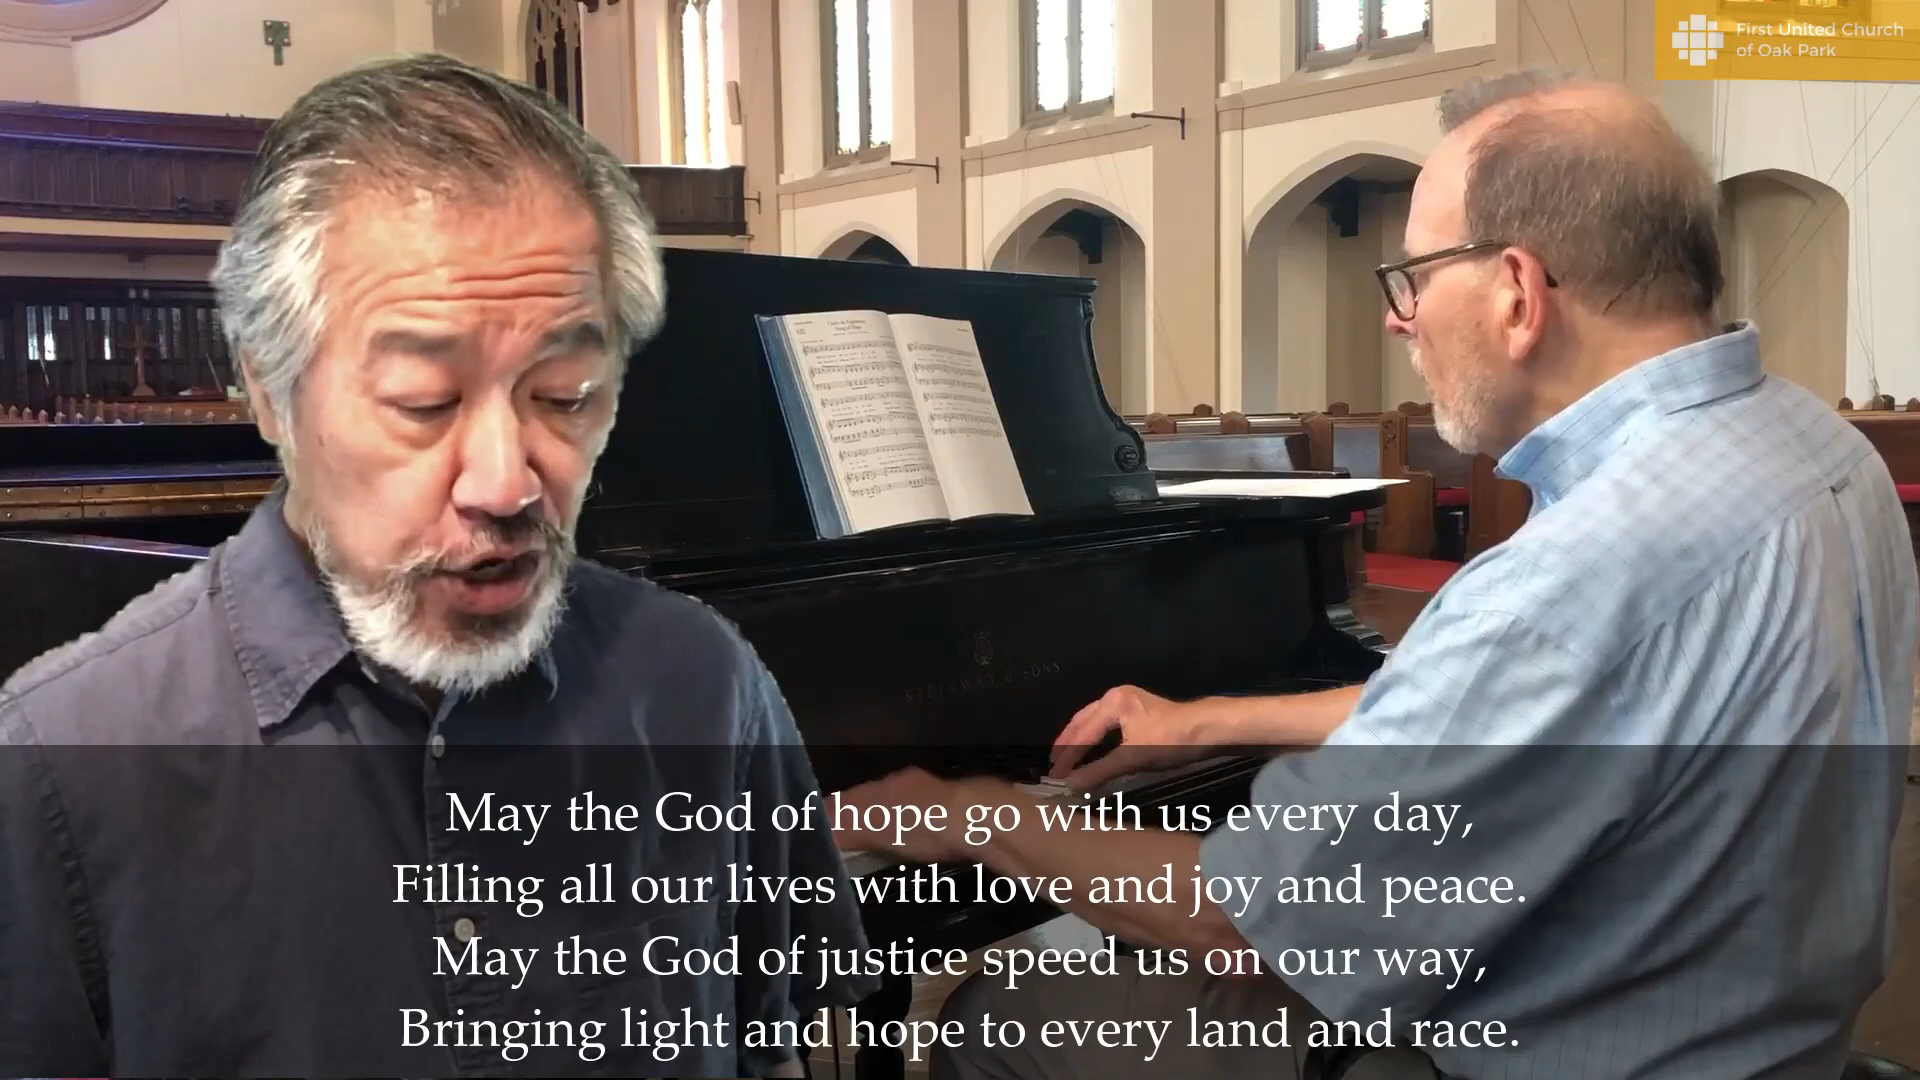 First United Church
of Oak Park
STEINWAY & SONS
May the God of hope go with us every day,
Filling all our lives with love and joy and peace.
May the God of justice speed us on our way,
Bringing light and hope to every land and race.